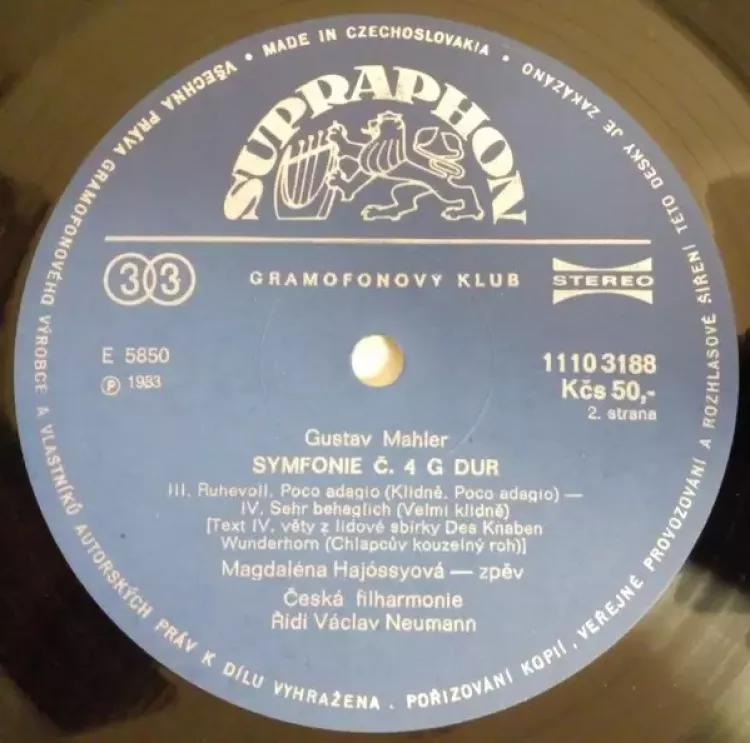 VŠECHNA PRÁVA GRAMOFONOVÉHO VÝROBCE A VLASTNÍKŮ AUTORSKÝCH PRÁV K DÍLU VYHRAŽENA . POŘIZOVÁNÍ KOPIÍ, VEŘEJNÉ PROVOZOVÁNÍ A ROZHLASOVÉ ŠÍŘENÍ TÉTO DESKY JE ZAKÁZÁNO • MADE IN CZECHOSLOVAKIA •
SUPRAPHON
33
GRAMOFONOVÝ KLUB
STEREO
E 5850
Ⓟ 1983
1110 3188
Kčs 50,-
2. strana
Gustav Mahler
SYMFONIE Č. 4 G DUR
III. Ruhevoll. Poco adagio (Klidně. Poco adagio) —
IV. Sehr behaglich (Velmi klidně)
[Text IV. věty z lidové sbírky Des Knaben
Wunderhorn (Chlapcův kouzelný roh)]
Magdaléna Hajóssyová — zpěv
Česká filharmonie
Řídí Václav Neumann